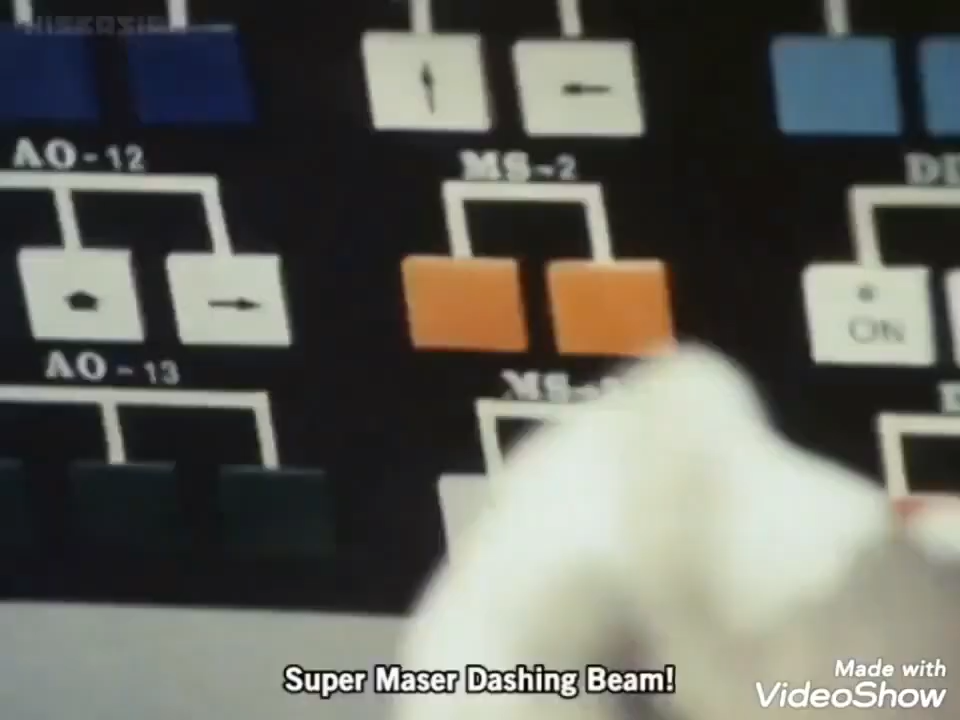 AO-12
MS-2
AO-13
ON
Super Maser Dashing Beam!
Made with
VideoShow